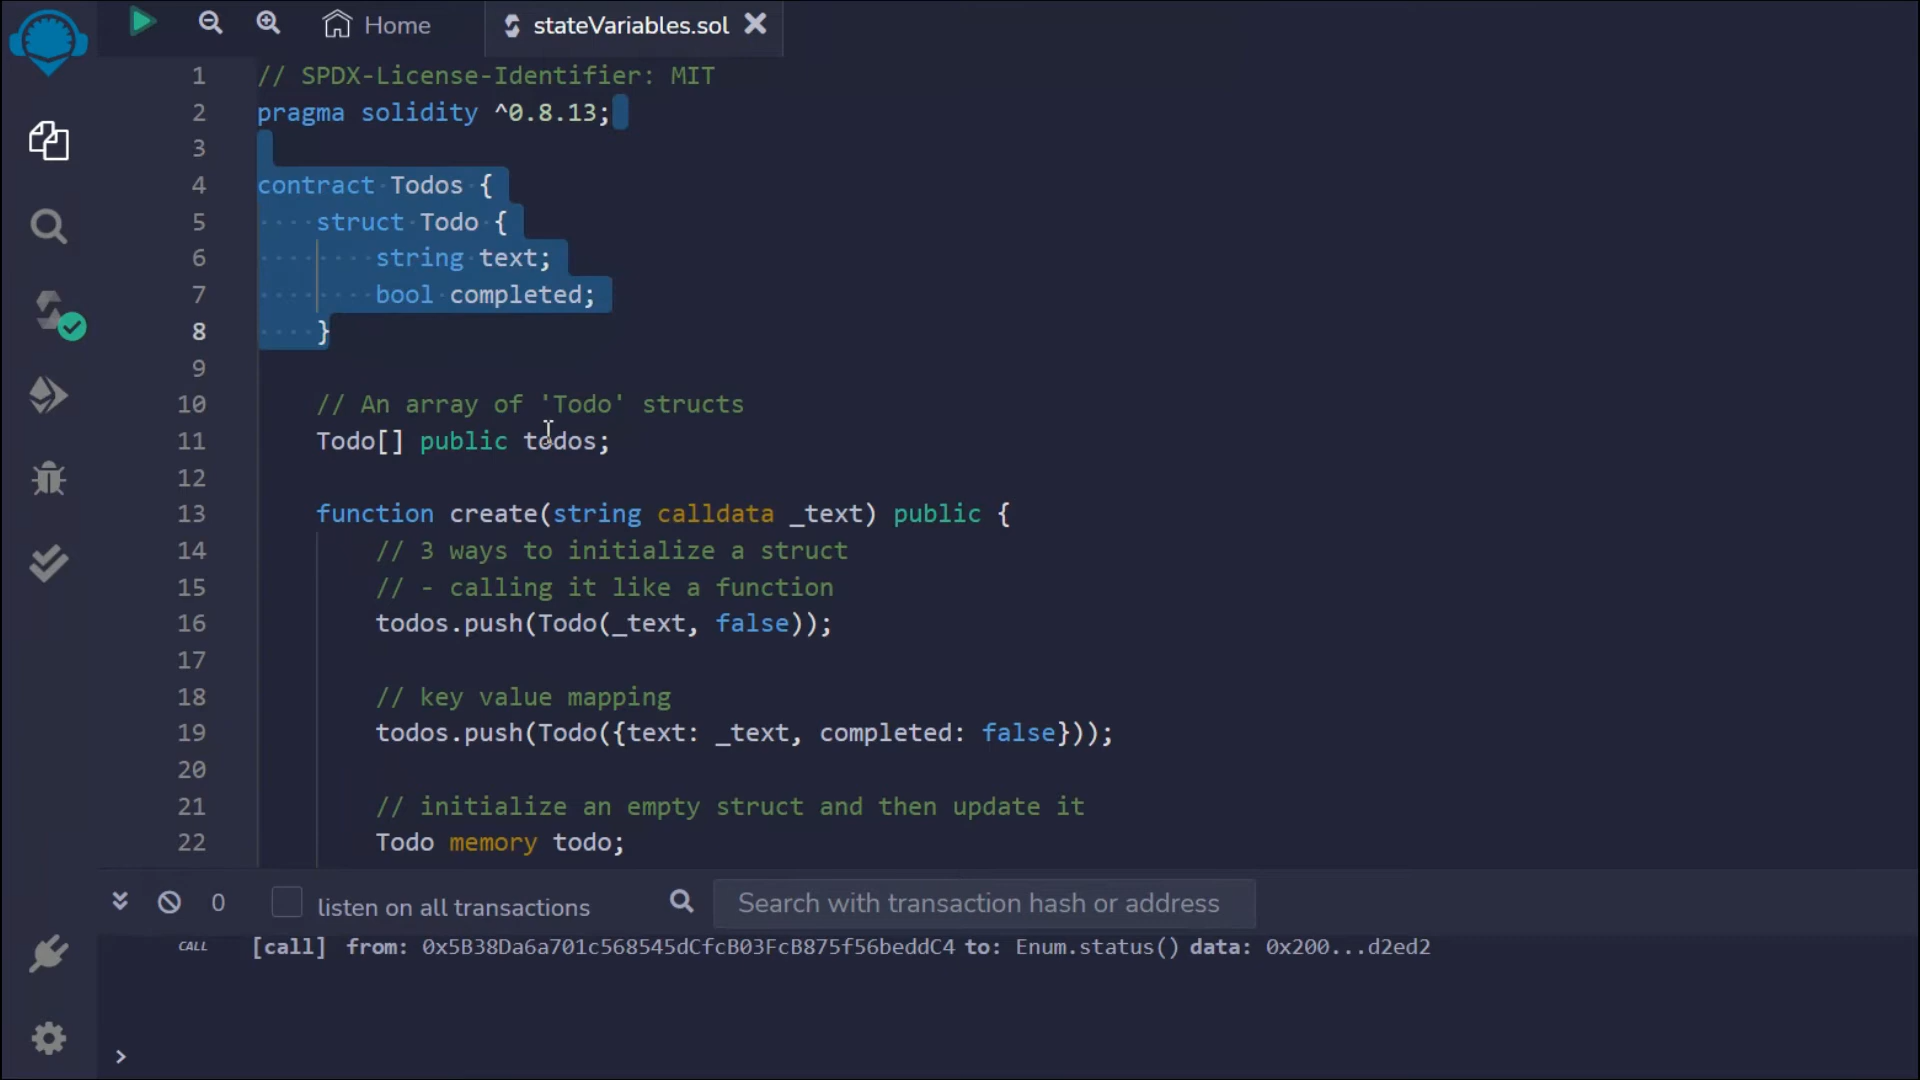 Home
stateVariables.sol
1 // SPDX-License-Identifier: MIT
2 pragma solidity ^0.8.13;
3
4 contract Todos {
5 struct Todo {
6 string text;
7 bool completed;
8 }
9
10 // An array of 'Todo' structs
11 Todo[] public todos;
12
13 function create(string calldata _text) public {
14 // 3 ways to initialize a struct
15 // - calling it like a function
16 todos.push(Todo(_text, false));
17
18 // key value mapping
19 todos.push(Todo({text: _text, completed: false}));
20
21 // initialize an empty struct and then update it
22 Todo memory todo;
0 listen on all transactions Search with transaction hash or address
CALL [call] from: 0x5B38Da6a701c568545dCfcB03FcB875f56beddC4 to: Enum.status() data: 0x200...d2ed2
>